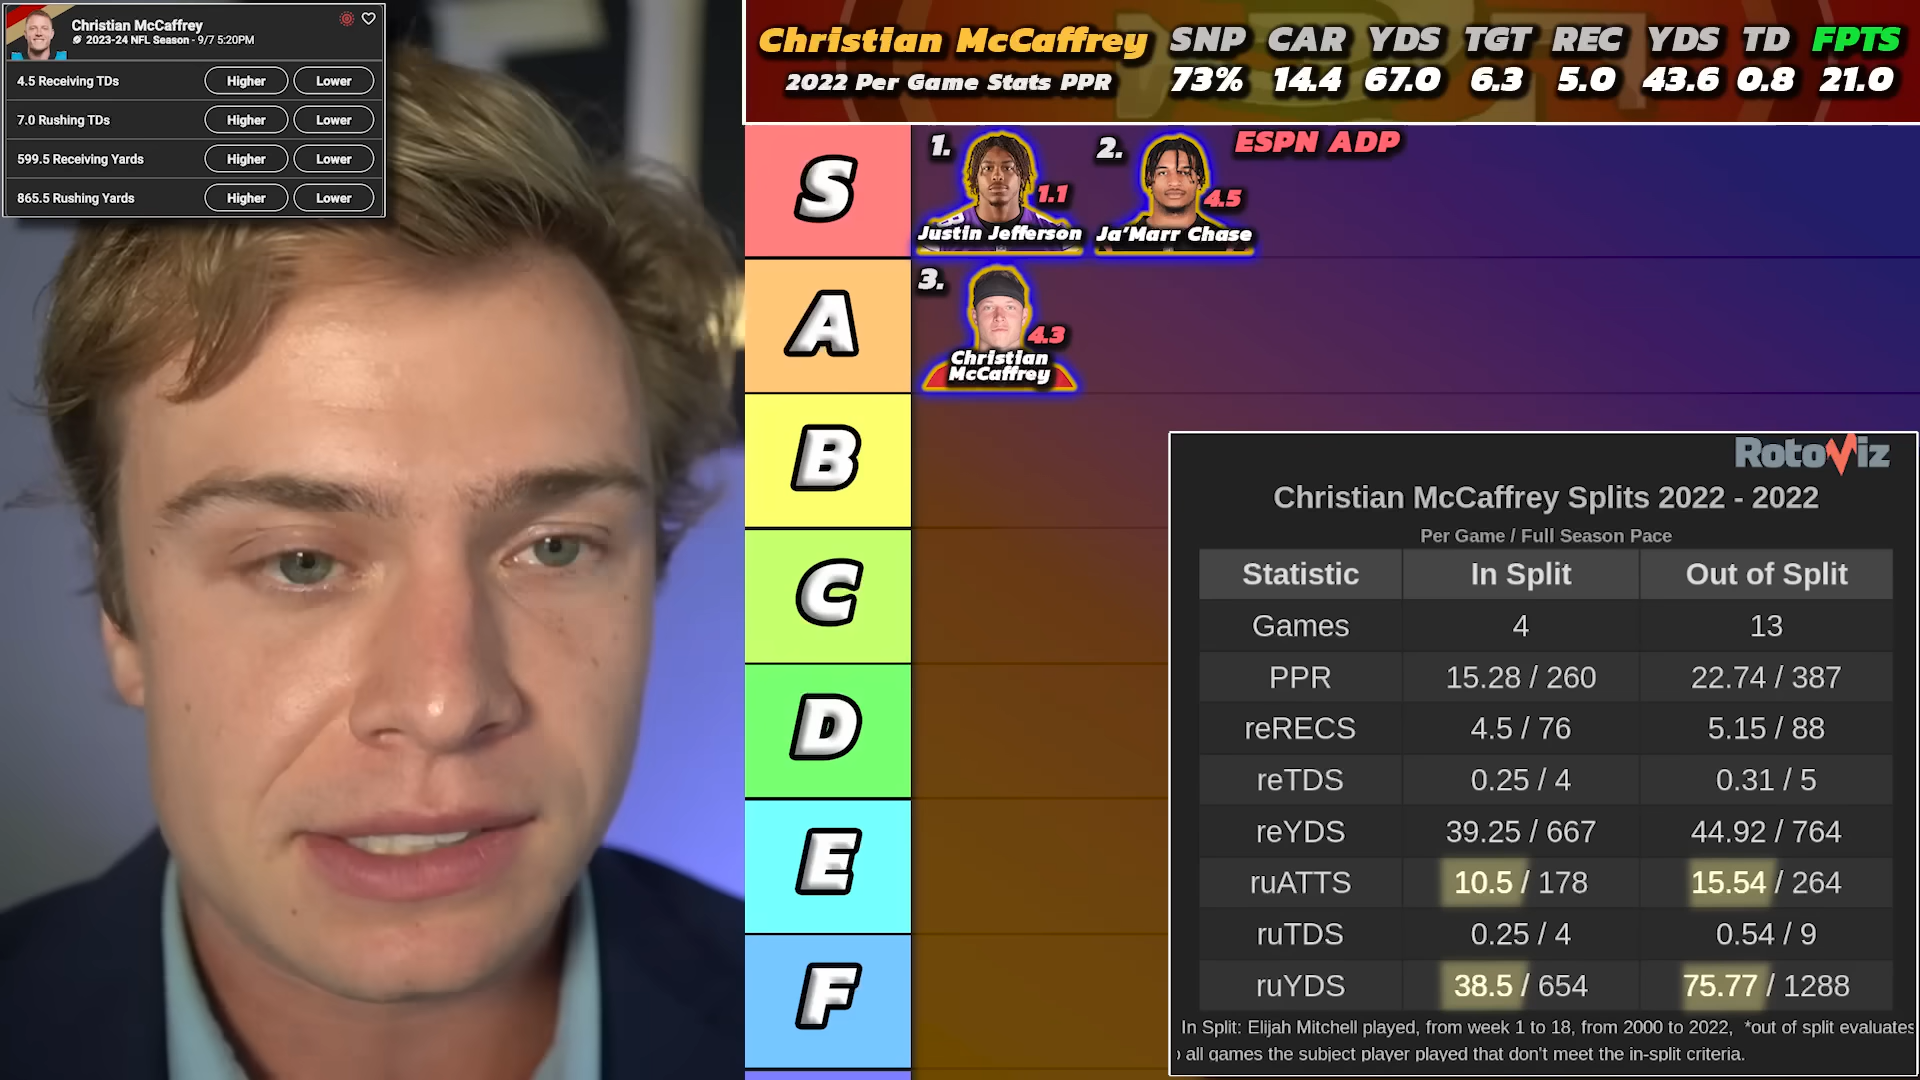 Christian McCaffrey
2023-24 NFL Season - 9/7 5:20PM
4.5 Receiving TDs Higher Lower
7.0 Rushing TDs Higher Lower
599.5 Receiving Yards Higher Lower
865.5 Rushing Yards Higher Lower
Christian McCaffrey SNP CAR YDS TGT REC YDS TD FPTS
2022 Per Game Stats PPR 73% 14.4 67.0 6.3 5.0 43.6 0.8 21.0
S
1. 1.1 Justin Jefferson
2. 4.5 Ja'Marr Chase
ESPN ADP
A
3. 4.3 Christian
McCaffrey
B
C
D
E
F
RotoViz
Christian McCaffrey Splits 2022 - 2022
Per Game / Full Season Pace
Statistic In Split Out of Split
Games 4 13
PPR 15.28 / 260 22.74 / 387
reRECS 4.5 / 76 5.15 / 88
reTDS 0.25 / 4 0.31 / 5
reYDS 39.25 / 667 44.92 / 764
ruATTS 10.5 / 178 15.54 / 264
ruTDS 0.25 / 4 0.54 / 9
ruYDS 38.5 / 654 75.77 / 1288
In Split: Elijah Mitchell played, from week 1 to 18, from 2000 to 2022, *out of split evaluates
all games the subject player played that don't meet the in-split criteria.